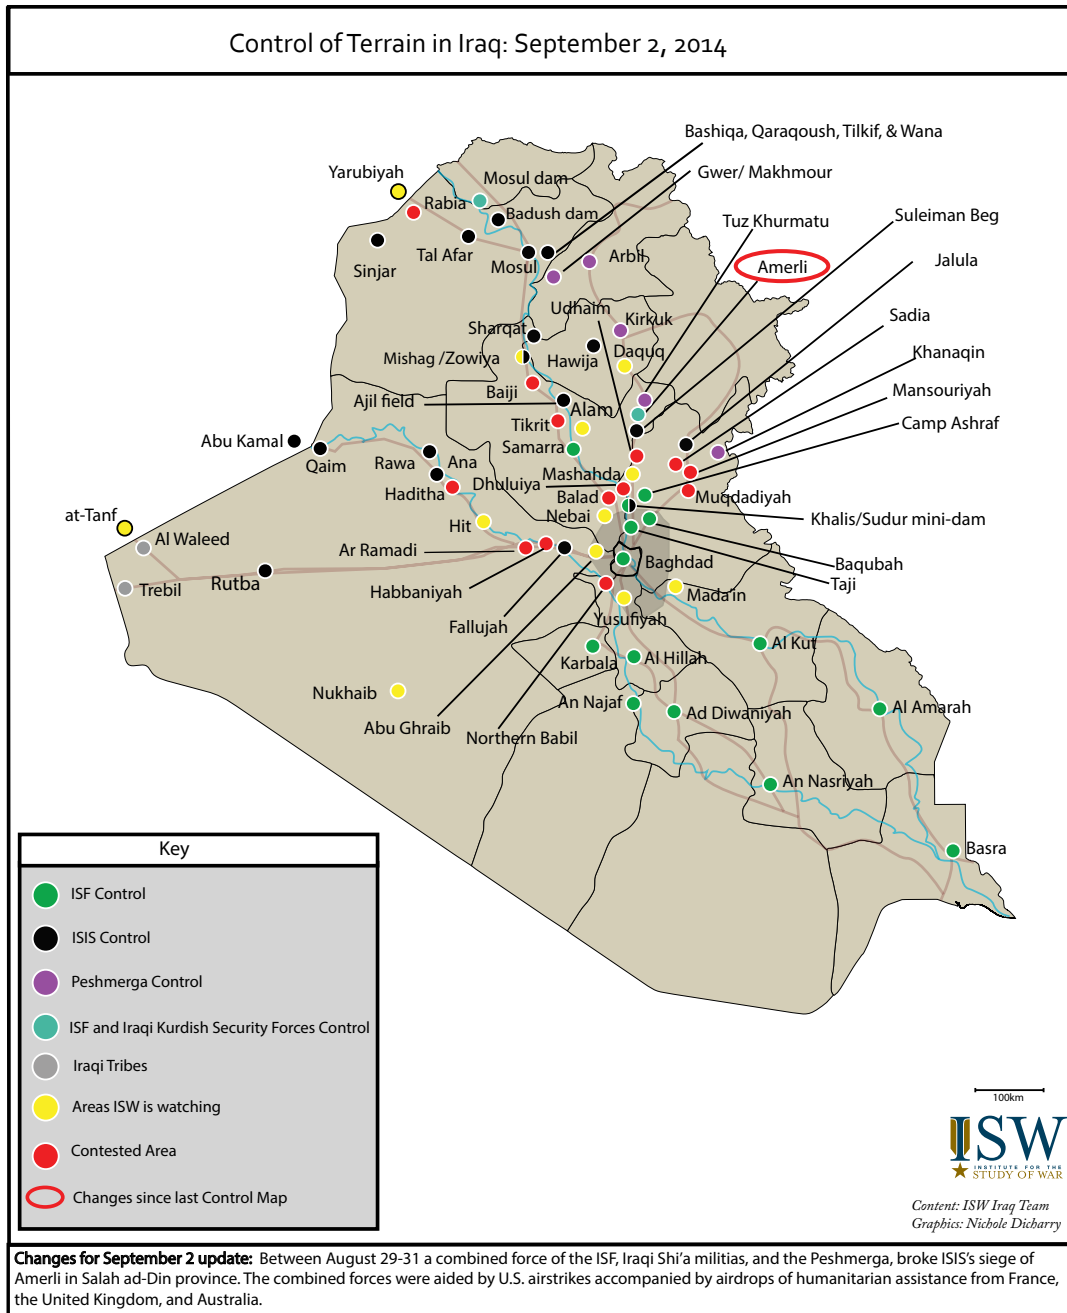 Control of Terrain in Iraq: September 2, 2014
Bashiqa, Qaraqoush, Tilkif, & Wana
Gwer/ Makhmour
Yarubiyah
Mosul dam
Rabia
Badush dam
Tuz Khurmatu
Suleiman Beg
Sinjar
Tal Afar
Mosul
Arbil
Amerli
Jalula
Udhaim
Kirkuk
Sadia
Sharqat
Mishag /Zowiya
Hawija
Daquq
Khanaqin
Baiji
Mansouriyah
Ajil field
Alam
Tikrit
Camp Ashraf
Abu Kamal
Samarra
Qaim
Rawa
Ana
Mashahda
Haditha
Dhuluiya
Balad
Muqdadiyah
at-Tanf
Hit
Nebai
Khalis/Sudur mini-dam
Al Waleed
Ar Ramadi
Baghdad
Baqubah
Trebil
Rutba
Habbaniyah
Taji
Mada'in
Fallujah
Yusufiyah
Karbala
Al Hillah
Al Kut
Nukhaib
An Najaf
Ad Diwaniyah
Al Amarah
Abu Ghraib
Northern Babil
An Nasriyah
Basra
Key
ISF Control
ISIS Control
Peshmerga Control
ISF and Iraqi Kurdish Security Forces Control
Iraqi Tribes
Areas ISW is watching
Contested Area
Changes since last Control Map
100km
ISW
INSTITUTE FOR THE
STUDY OF WAR
Content: ISW Iraq Team
Graphics: Nichole Dicharry
Changes for September 2 update: Between August 29-31 a combined force of the ISF, Iraqi Shi'a militias, and the Peshmerga, broke ISIS's siege of
Amerli in Salah ad-Din province. The combined forces were aided by U.S. airstrikes accompanied by airdrops of humanitarian assistance from France,
the United Kingdom, and Australia.